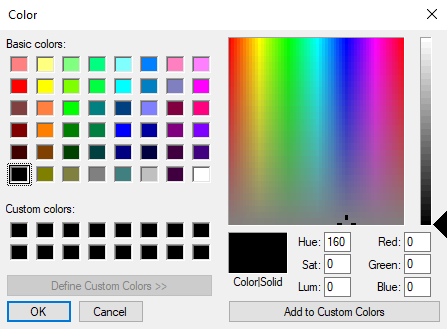 Color
Basic colors:
Custom colors:
Define Custom Colors >>
OK
Cancel
Color|Solid
Hue: 160
Sat: 0
Lum: 0
Red: 0
Green: 0
Blue: 0
Add to Custom Colors